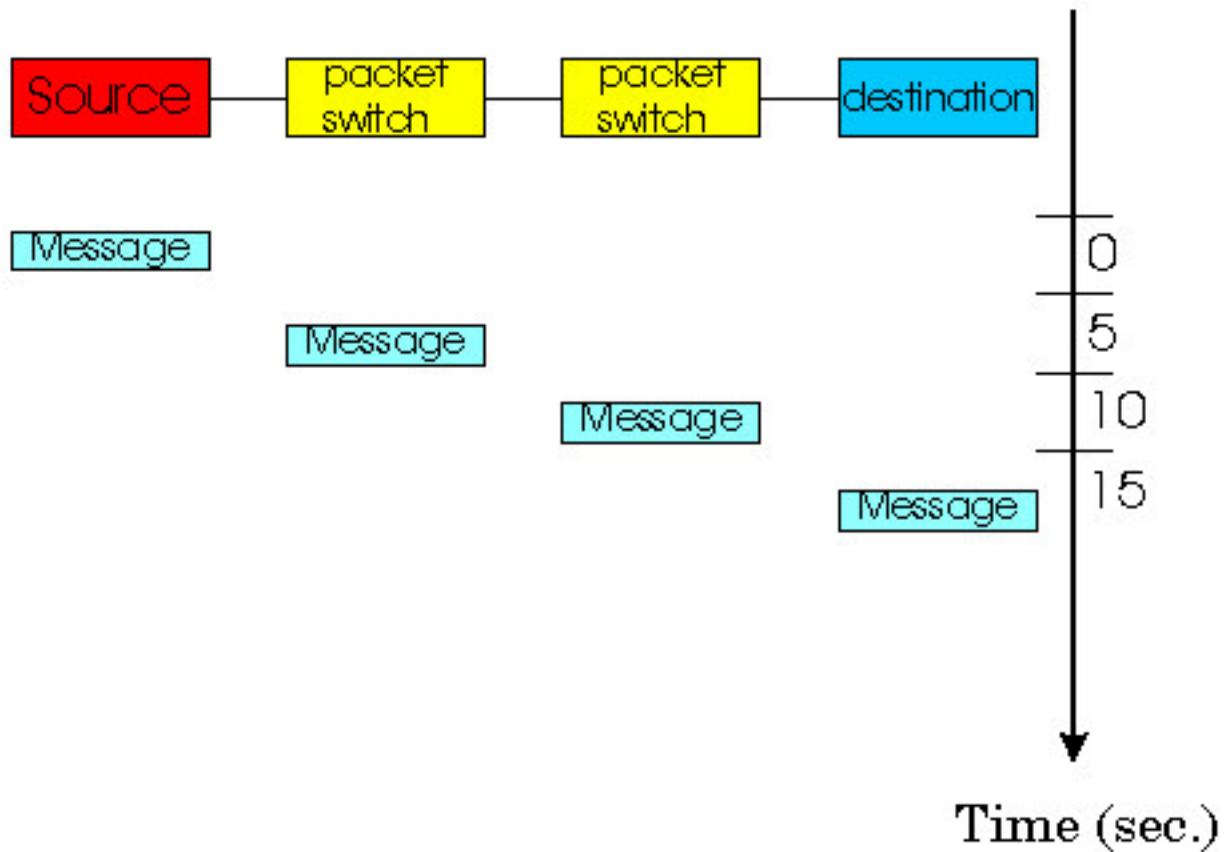 Source
packet
switch
packet
switch
destination
Message
0
Message
5
Message
10
Message
15
Time (sec.)